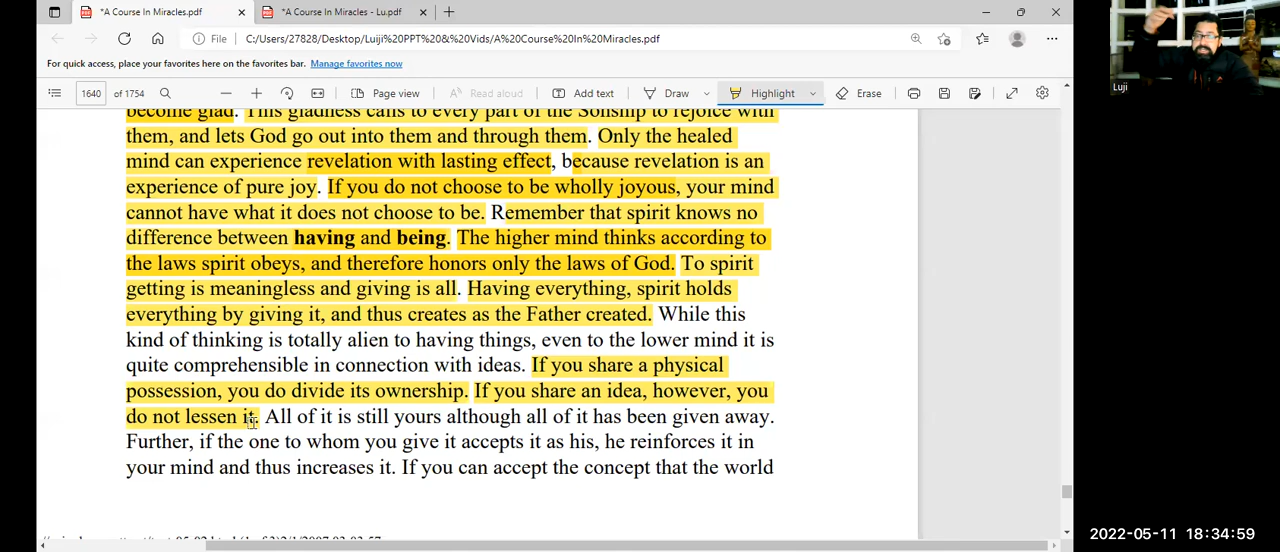 *A Course In Miracles.pdf
*A Course In Miracles - Lu.pdf
File C:/Users/27828/Desktop/Luiji%20PPT%20&%20Vids/A%20Course%20In%20Miracles.pdf
For quick access, place your favorites here on the favorites bar. Manage favorites now
1640 of 1754 Page view Read aloud Add text Draw Highlight Erase
become glad. This gladness calls to every part of the Sonship to rejoice with
them, and lets God go out into them and through them. Only the healed
mind can experience revelation with lasting effect, because revelation is an
experience of pure joy. If you do not choose to be wholly joyous, your mind
cannot have what it does not choose to be. Remember that spirit knows no
difference between having and being. The higher mind thinks according to
the laws spirit obeys, and therefore honors only the laws of God. To spirit
getting is meaningless and giving is all. Having everything, spirit holds
everything by giving it, and thus creates as the Father created. While this
kind of thinking is totally alien to having things, even to the lower mind it is
quite comprehensible in connection with ideas. If you share a physical
possession, you do divide its ownership. If you share an idea, however, you
do not lessen it. All of it is still yours although all of it has been given away.
Further, if the one to whom you give it accepts it as his, he reinforces it in
your mind and thus increases it. If you can accept the concept that the world
Luji
2022-05-11 18:34:59